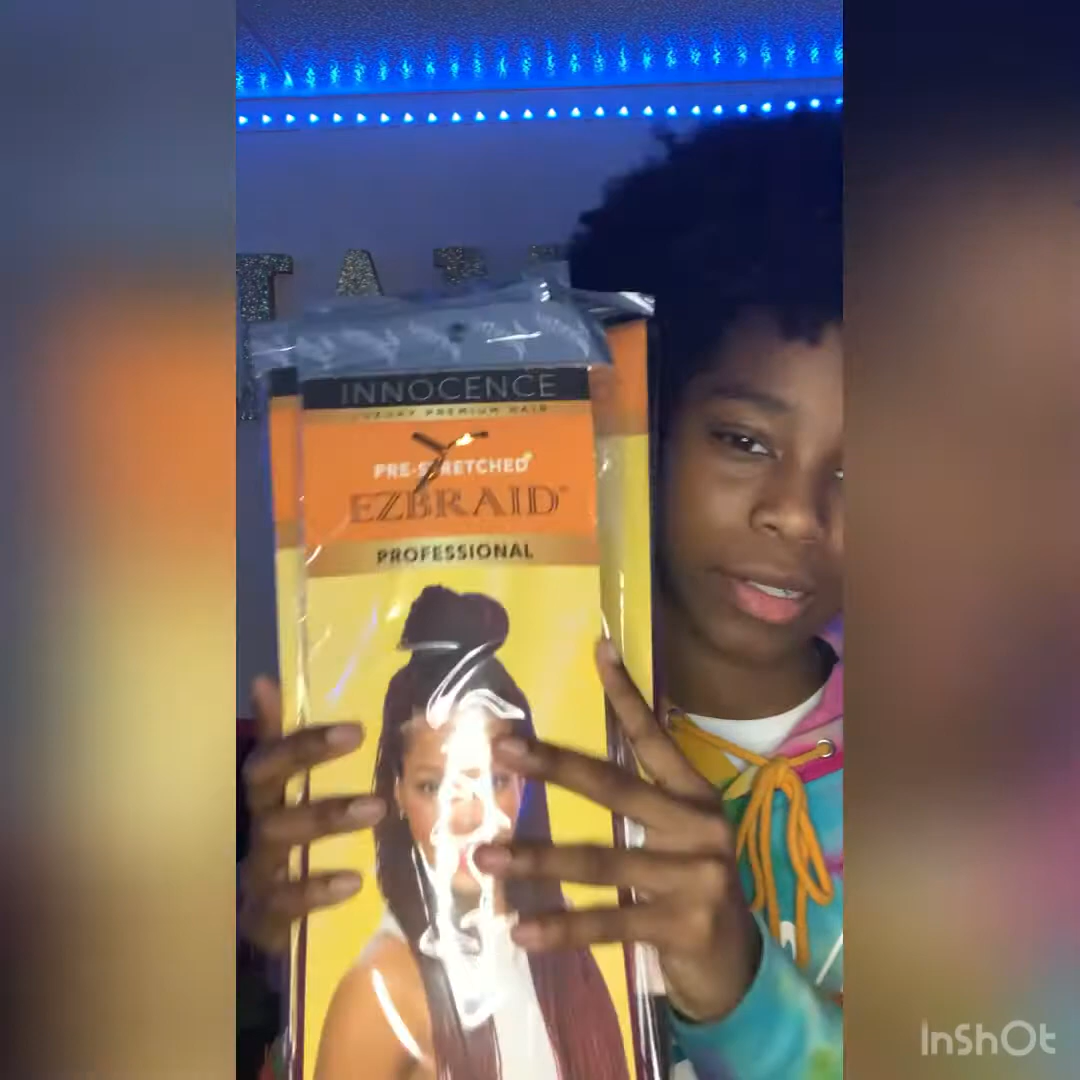 INNOCENCE
LUXURY PREMIUM HAIR
PRE-STRETCHED
EZBRAID
PROFESSIONAL
InShOt